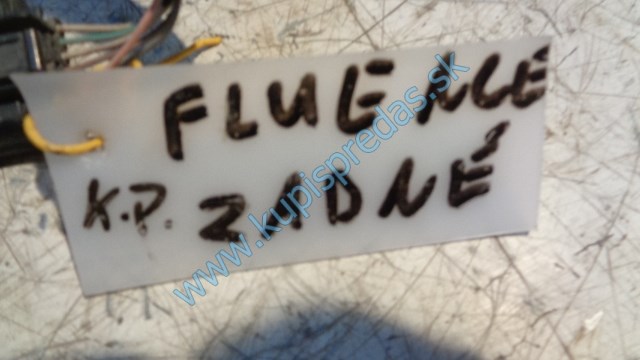 FLUENCE
K.P. ZADNÉ
www.kupispredas.sk